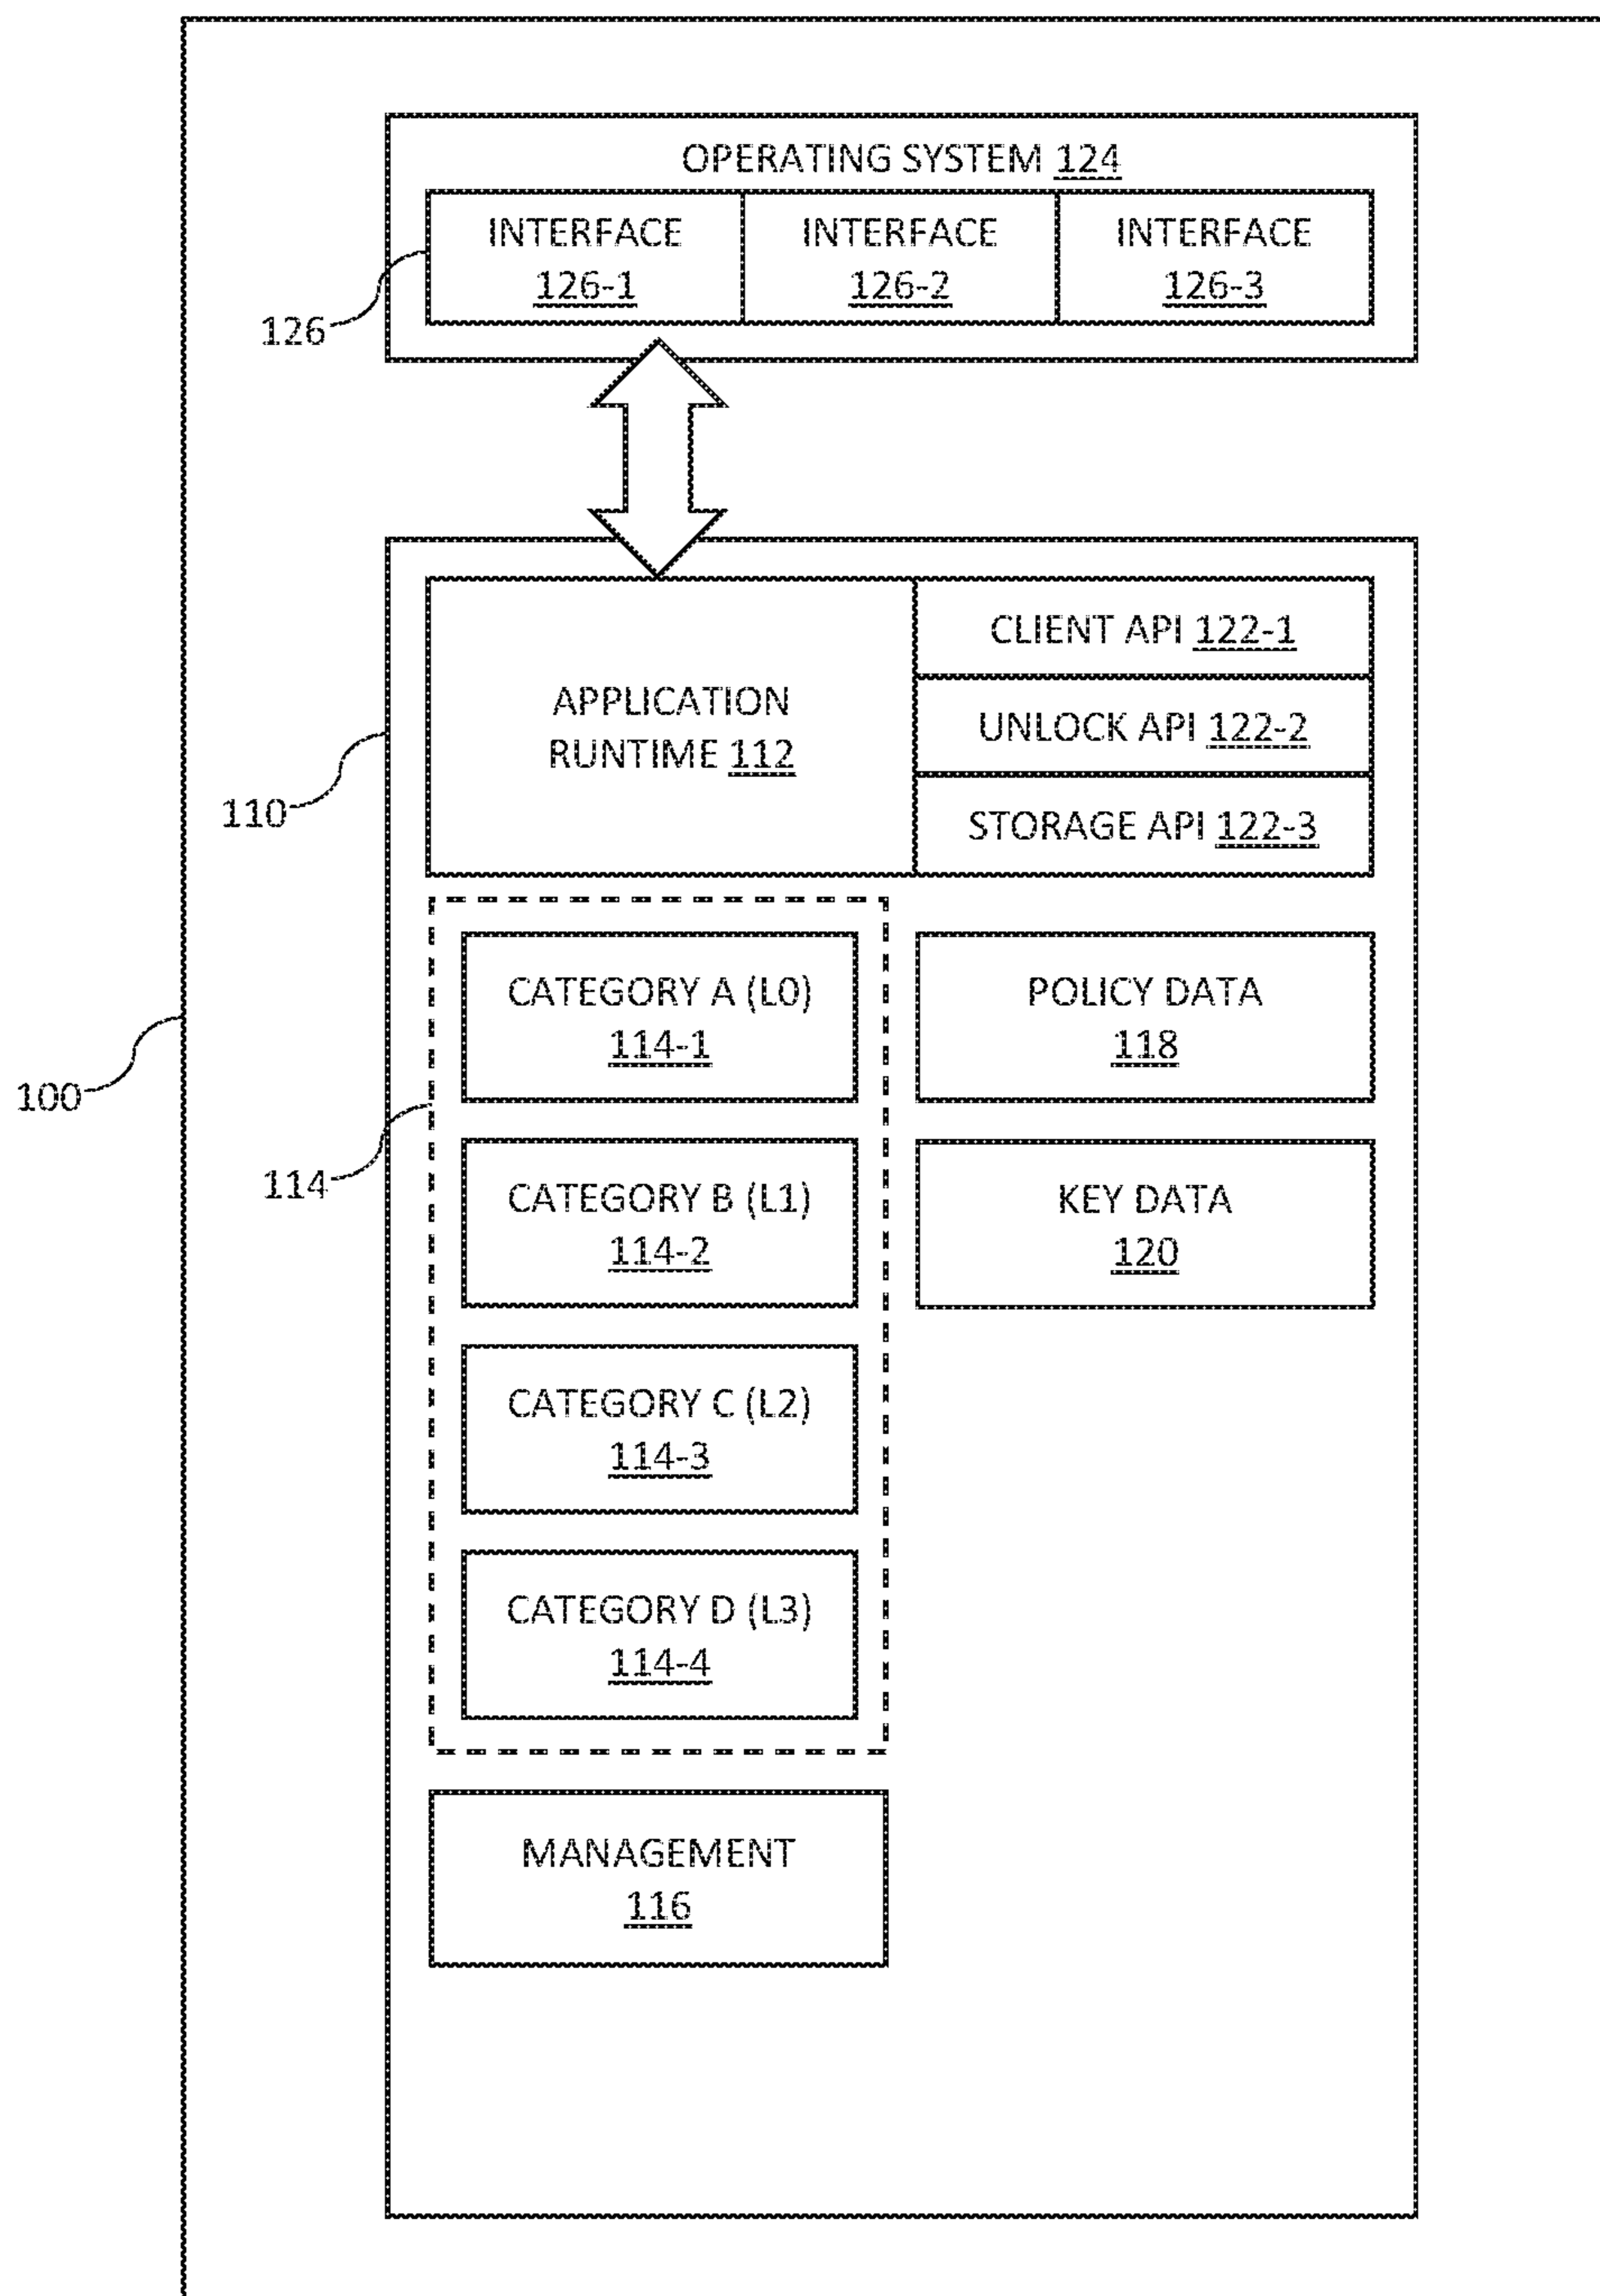 OPERATING SYSTEM 124
INTERFACE
126-1
INTERFACE
126-2
INTERFACE
126-3
126
APPLICATION
RUNTIME 112
CLIENT API 122-1
UNLOCK API 122-2
STORAGE API 122-3
110
CATEGORY A (L0)
114-1
POLICY DATA
118
100
114
CATEGORY B (L1)
114-2
KEY DATA
120
CATEGORY C (L2)
114-3
CATEGORY D (L3)
114-4
MANAGEMENT
116